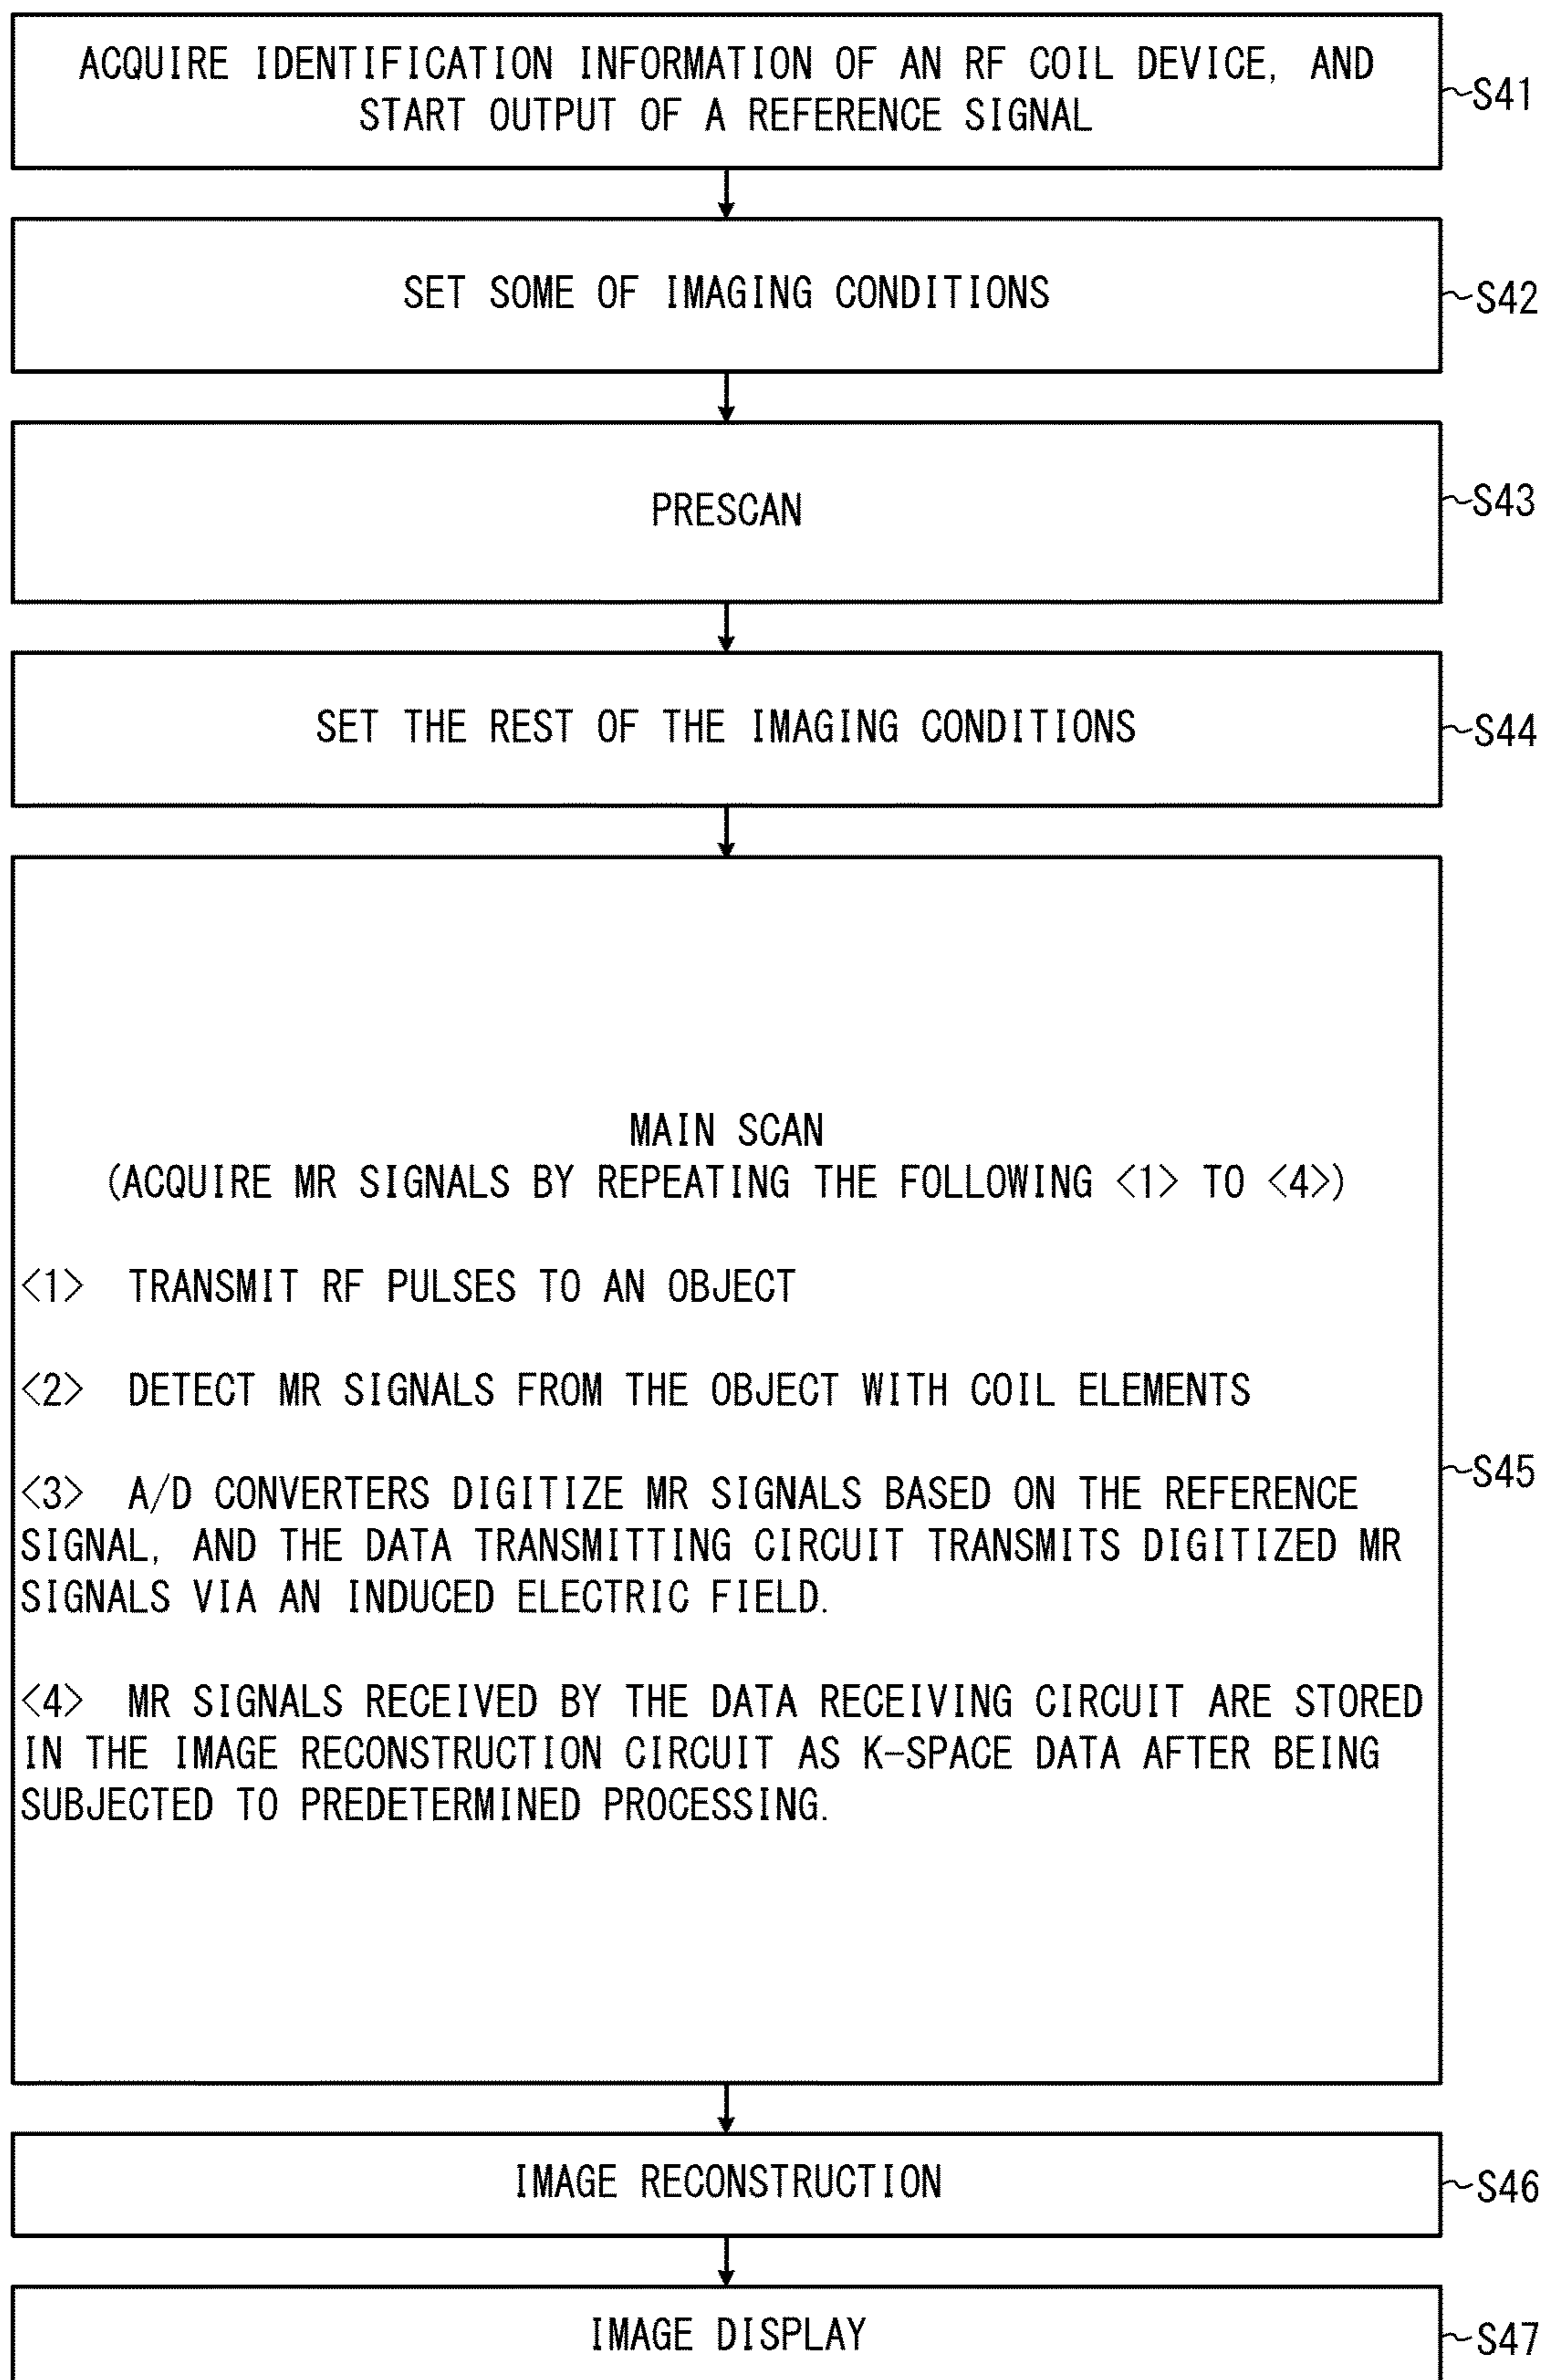 ACQUIRE IDENTIFICATION INFORMATION OF AN RF COIL DEVICE, AND
START OUTPUT OF A REFERENCE SIGNAL
S41
SET SOME OF IMAGING CONDITIONS
S42
PRESCAN
S43
SET THE REST OF THE IMAGING CONDITIONS
S44
MAIN SCAN
(ACQUIRE MR SIGNALS BY REPEATING THE FOLLOWING <1> TO <4>)
<1> TRANSMIT RF PULSES TO AN OBJECT
<2> DETECT MR SIGNALS FROM THE OBJECT WITH COIL ELEMENTS
<3> A/D CONVERTERS DIGITIZE MR SIGNALS BASED ON THE REFERENCE
SIGNAL, AND THE DATA TRANSMITTING CIRCUIT TRANSMITS DIGITIZED MR
SIGNALS VIA AN INDUCED ELECTRIC FIELD.
<4> MR SIGNALS RECEIVED BY THE DATA RECEIVING CIRCUIT ARE STORED
IN THE IMAGE RECONSTRUCTION CIRCUIT AS K-SPACE DATA AFTER BEING
SUBJECTED TO PREDETERMINED PROCESSING.
S45
IMAGE RECONSTRUCTION
S46
IMAGE DISPLAY
S47